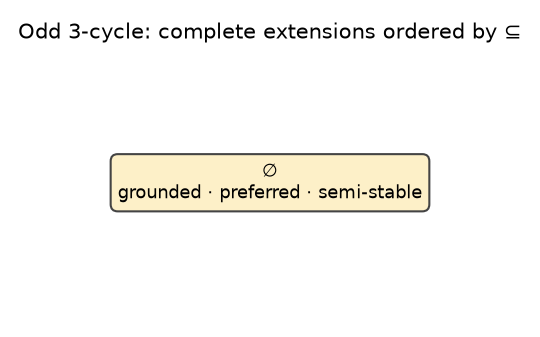 Odd 3-cycle: complete extensions ordered by ⊆
∅
grounded · preferred · semi-stable